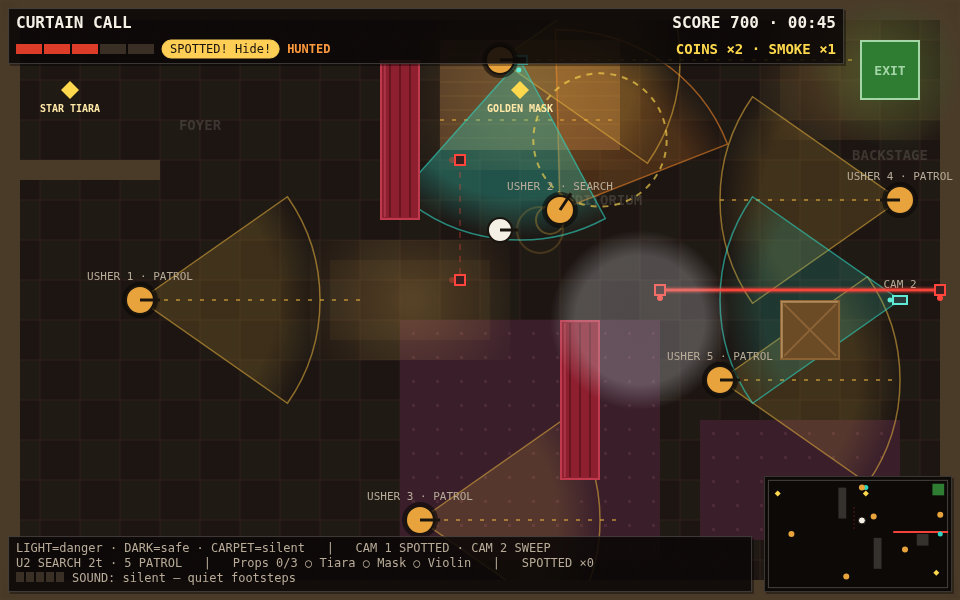 CURTAIN CALL
SCORE 700 · 00:45
SPOTTED! Hide! HUNTED
COINS ×2 · SMOKE ×1
EXIT
STAR TIARA
GOLDEN MASK
FOYER
BACKSTAGE
USHER 4 · PATROL
USHER 2 · SEARCH
USHER 1 · PATROL
CAM 2
USHER 5 · PATROL
USHER 3 · PATROL
LIGHT=danger · DARK=safe · CARPET=silent | CAM 1 SPOTTED · CAM 2 SWEEP
U2 SEARCH 2t · 5 PATROL | Props 0/3 ○ Tiara ○ Mask ○ Violin | SPOTTED ×0
SOUND: silent — quiet footsteps